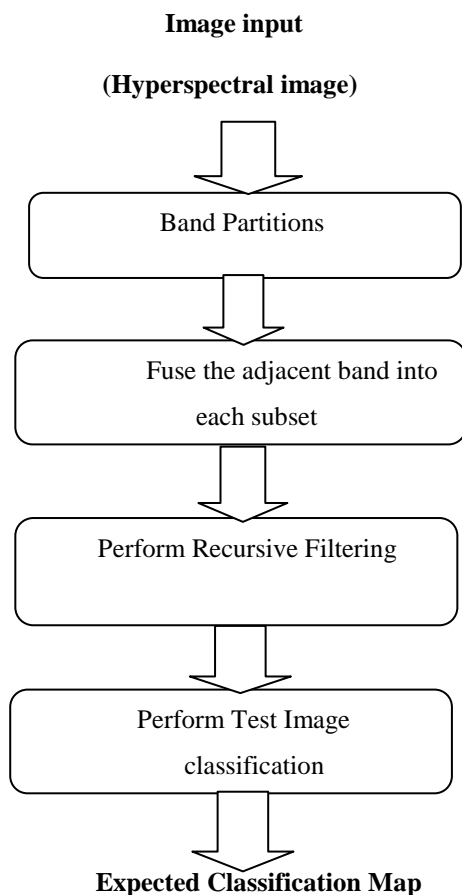 Image input
(Hyperspectral image)
Band Partitions
Fuse the adjacent band into
each subset
Perform Recursive Filtering
Perform Test Image
classification
Expected Classification Map